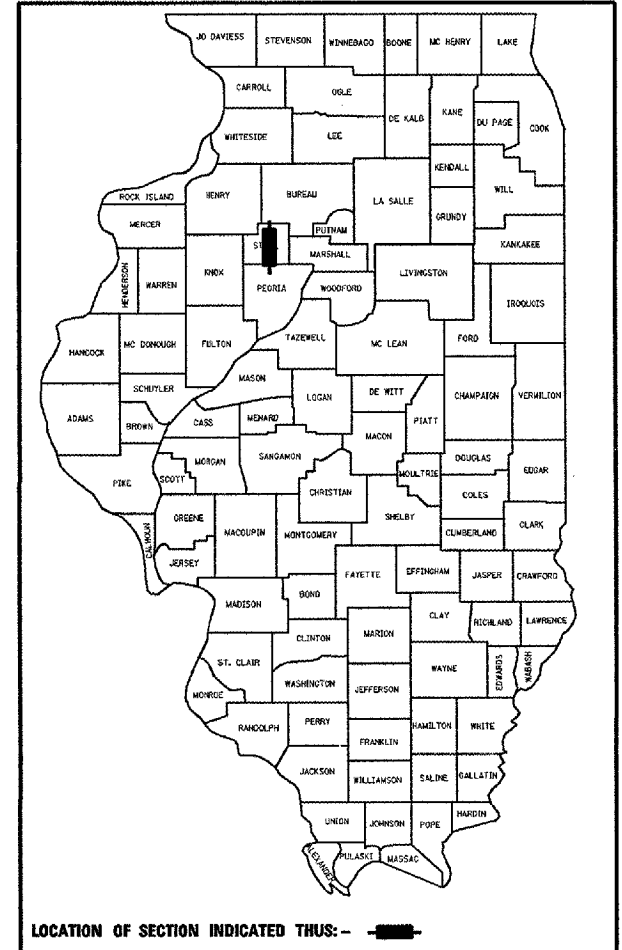 JO DAVIESS STEVENSON WINNEBAGO BOONE MC HENRY LAKE
CARROLL OGLE DE KALB KANE DU PAGE COOK
WHITESIDE LEE
KENDALL WILL
ROCK ISLAND HENRY BUREAU LA SALLE GRUNDY
MERCER PUTNAM
KANKAKEE
MARSHALL
HENDERSON WARREN KNOX PEORIA WOODFORD LIVINGSTON IROQUOIS
HANCOCK MC DONOUGH FULTON TAZEWELL MC LEAN FORD
SCHUYLER MASON LOGAN DE WITT CHAMPAIGN VERMILION
ADAMS BROWN CASS MENARD PIATT
MACON
PIKE SCOTT MORGAN SANGAMON MOULTRIE DOUGLAS EDGAR
CHRISTIAN COLES
CALHOUN GREENE MACOUPIN MONTGOMERY SHELBY CUMBERLAND CLARK
JERSEY FAYETTE EFFINGHAM JASPER CRAWFORD
MADISON BOND
CLAY RICHLAND LAWRENCE
CLINTON MARION
ST. CLAIR WAYNE EDWARDS WABASH
WASHINGTON JEFFERSON
MONROE
RANDOLPH PERRY HAMILTON WHITE
FRANKLIN
JACKSON WILLIAMSON SALINE GALLATIN
UNION JOHNSON POPE HARDIN
ALEXANDER PULASKI MASSAC
LOCATION OF SECTION INDICATED THUS:-